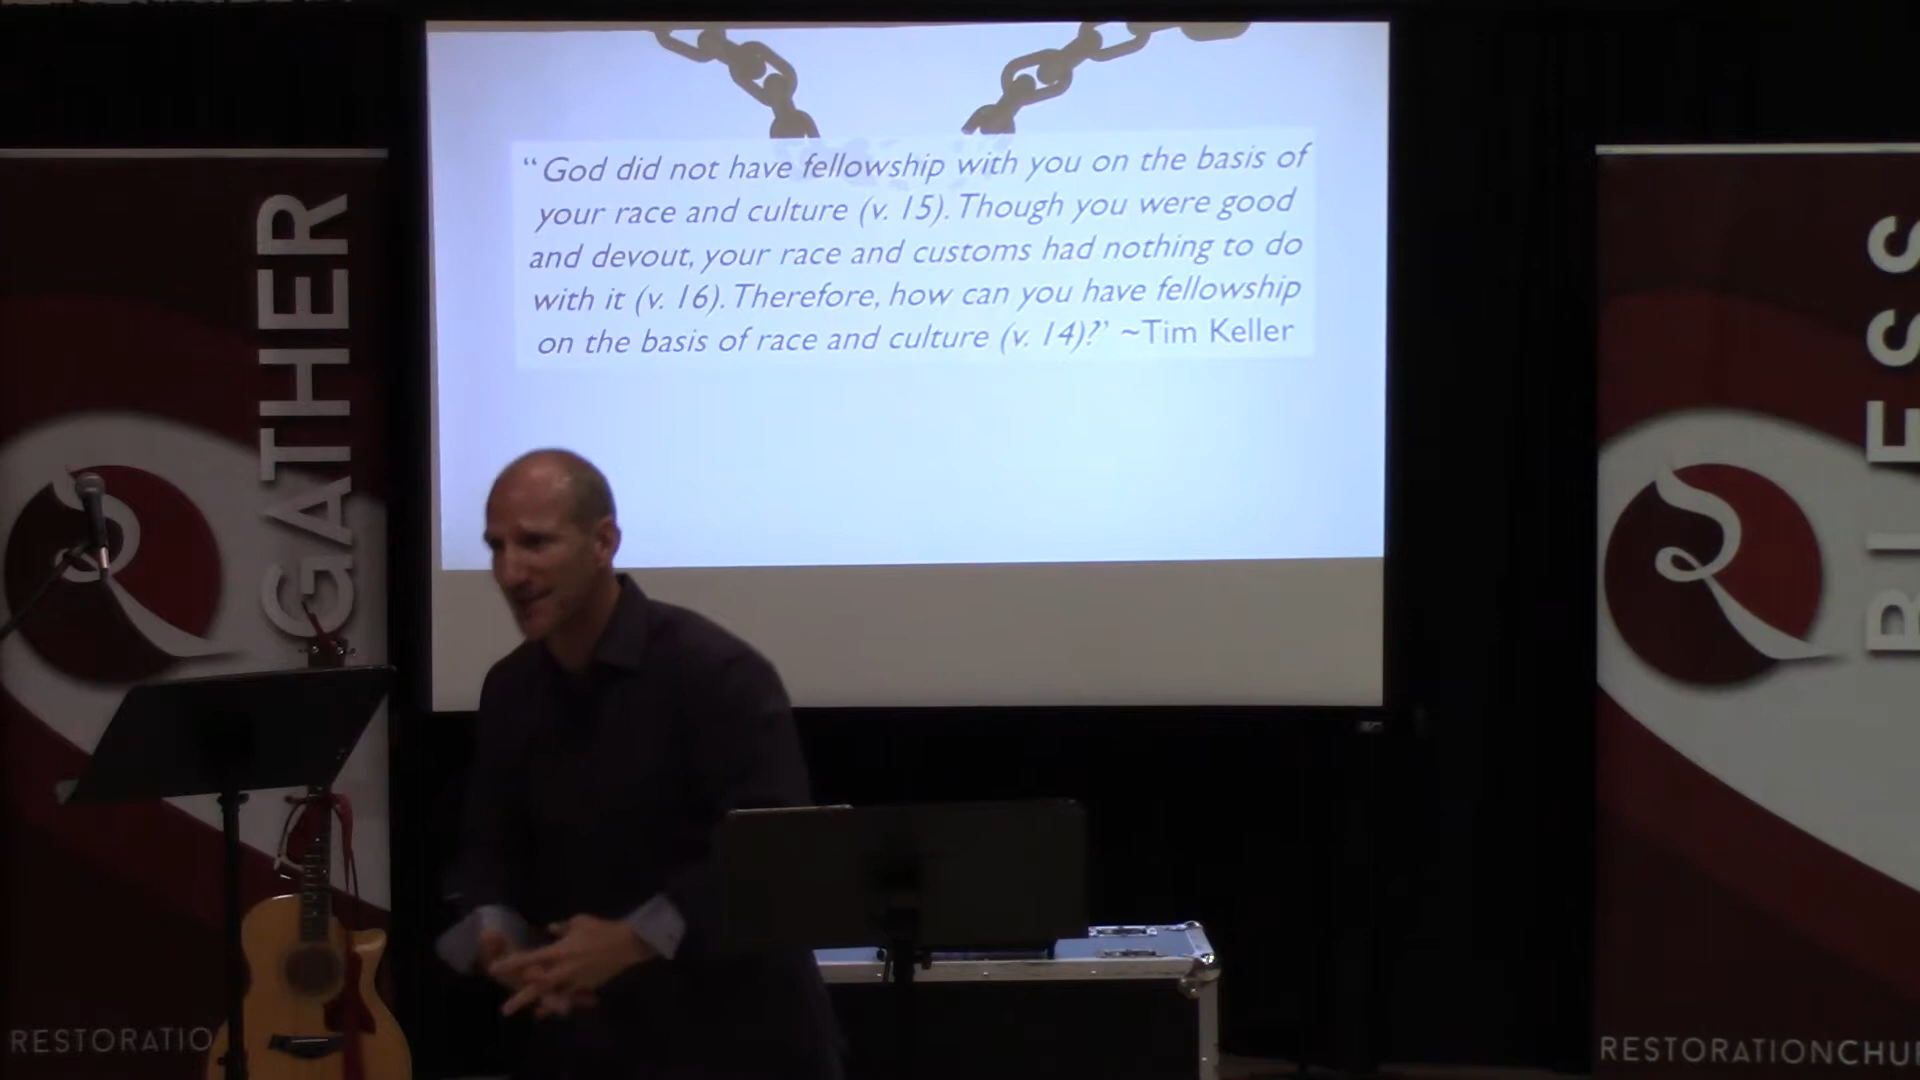 “God did not have fellowship with you on the basis of
your race and culture (v. 15). Though you were good
and devout, your race and customs had nothing to do
with it (v. 16). Therefore, how can you have fellowship
on the basis of race and culture (v. 14)?” ~Tim Keller
GATHER
RESTORATIO
BLESS
RESTORATIONCHU